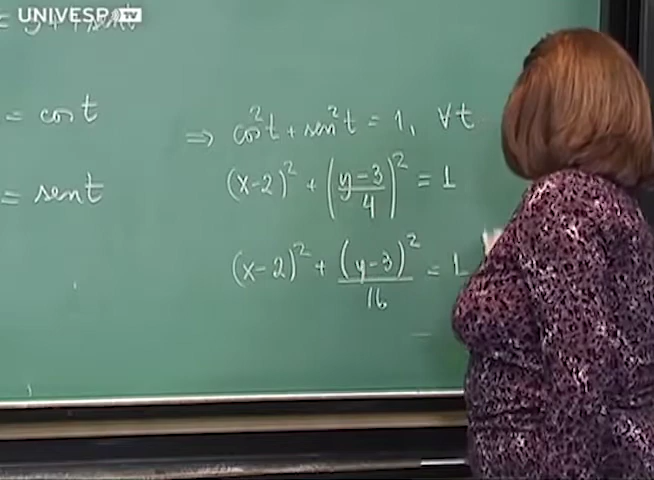 UNIVESP TV
= cos t
⇒ cos²t + sen²t = 1, ∀t
(x-2)² + ((y-3)/4)² = 1
= sen t
(x-2)² + (y-3)²/16 = 1